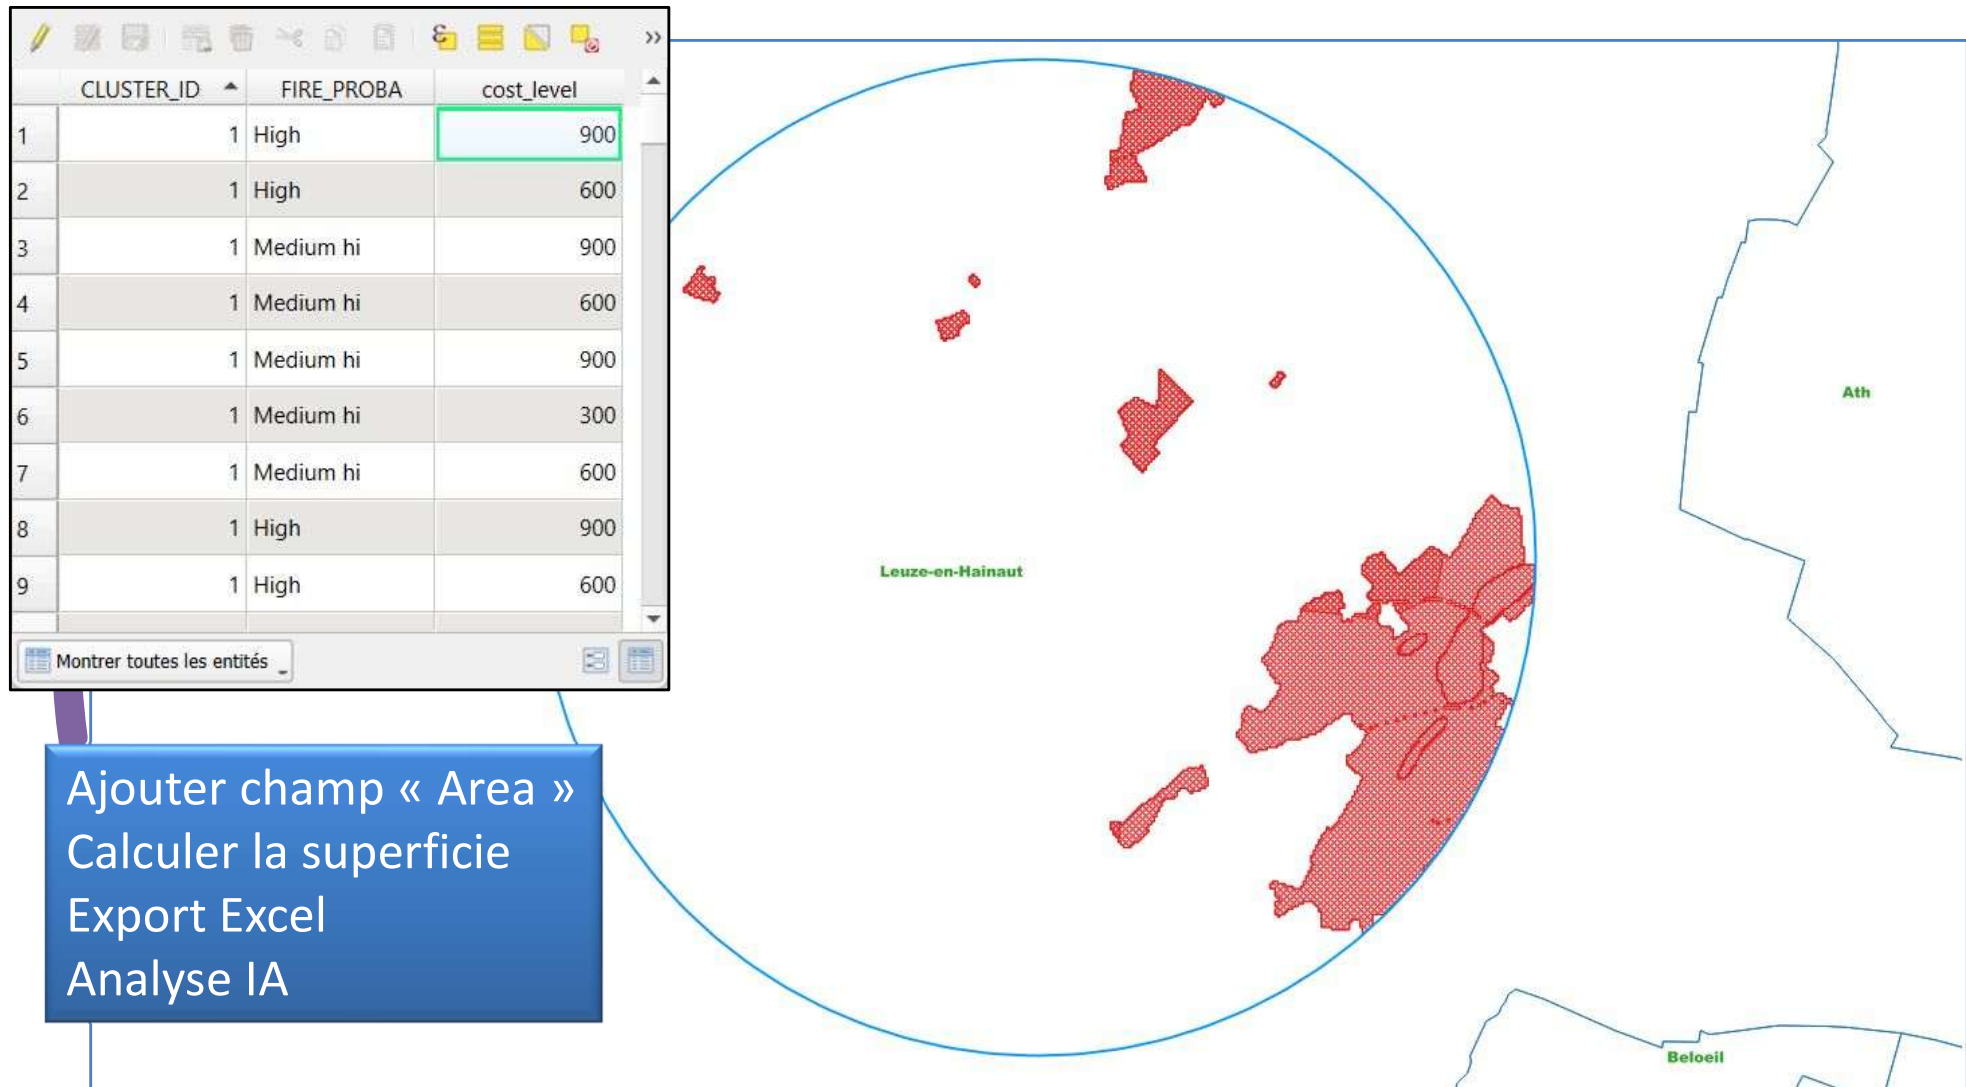 CLUSTER_ID FIRE_PROBA cost_level
1 1 High 900
2 1 High 600
3 1 Medium hi 900
4 1 Medium hi 600
5 1 Medium hi 900
6 1 Medium hi 300
7 1 Medium hi 600
8 1 High 900
9 1 High 600
Montrer toutes les entités
Ath
Leuze-en-Hainaut
Ajouter champ « Area »
Calculer la superficie
Export Excel
Analyse IA
Beloeil